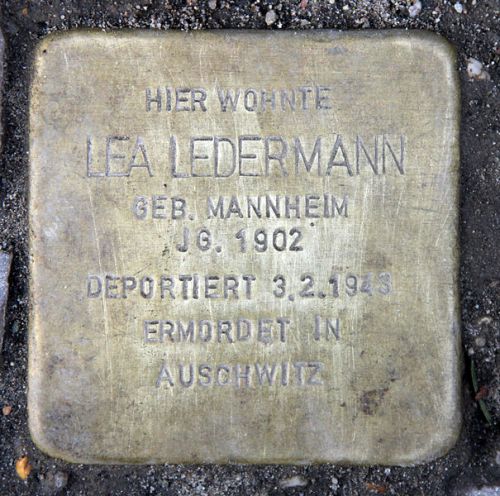 HIER WOHNTE
LEA LEDERMANN
GEB. MANNHEIM
JG. 1902
DEPORTIERT 3.2.1943
ERMORDET IN
AUSCHWITZ